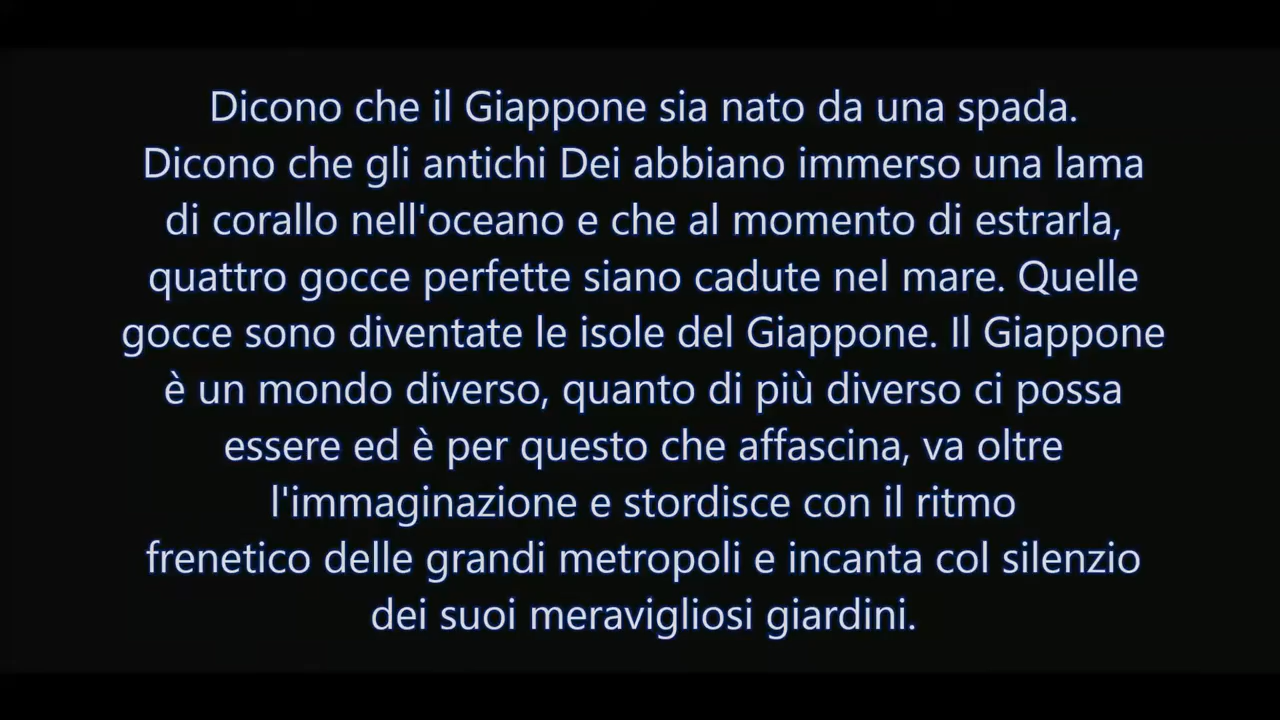 Dicono che il Giappone sia nato da una spada.
Dicono che gli antichi Dei abbiano immerso una lama
di corallo nell'oceano e che al momento di estrarla,
quattro gocce perfette siano cadute nel mare. Quelle
gocce sono diventate le isole del Giappone. Il Giappone
è un mondo diverso, quanto di più diverso ci possa
essere ed è per questo che affascina, va oltre
l'immaginazione e stordisce con il ritmo
frenetico delle grandi metropoli e incanta col silenzio
dei suoi meravigliosi giardini.